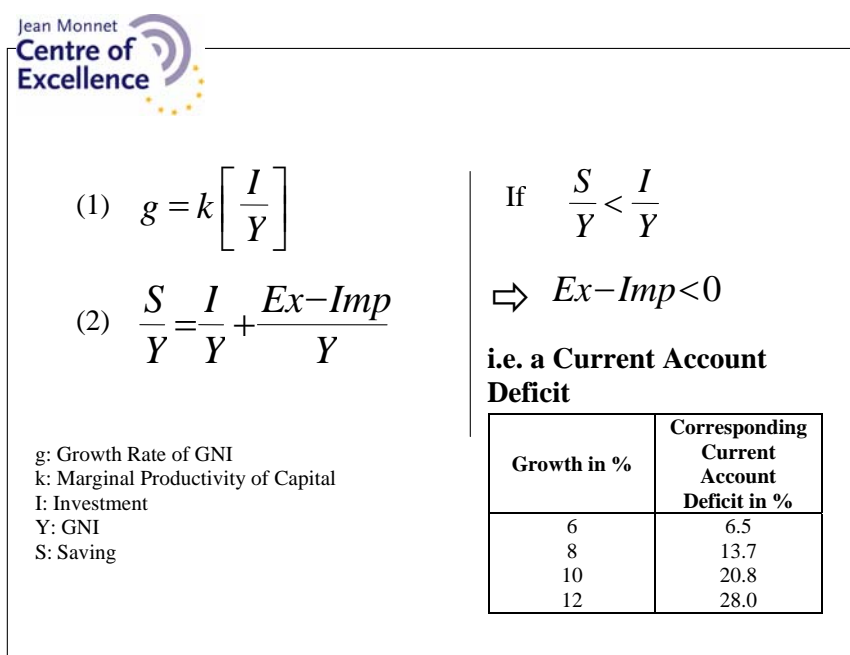 Jean Monnet
Centre of
Excellence
(1) g = k[I/Y]
(2) S/Y = I/Y + (Ex−Imp)/Y
g: Growth Rate of GNI
k: Marginal Productivity of Capital
I: Investment
Y: GNI
S: Saving
If S/Y < I/Y
⇨ Ex−Imp<0
i.e. a Current Account
Deficit
Growth in % Corresponding
Current
Account
Deficit in %
6 6.5
8 13.7
10 20.8
12 28.0